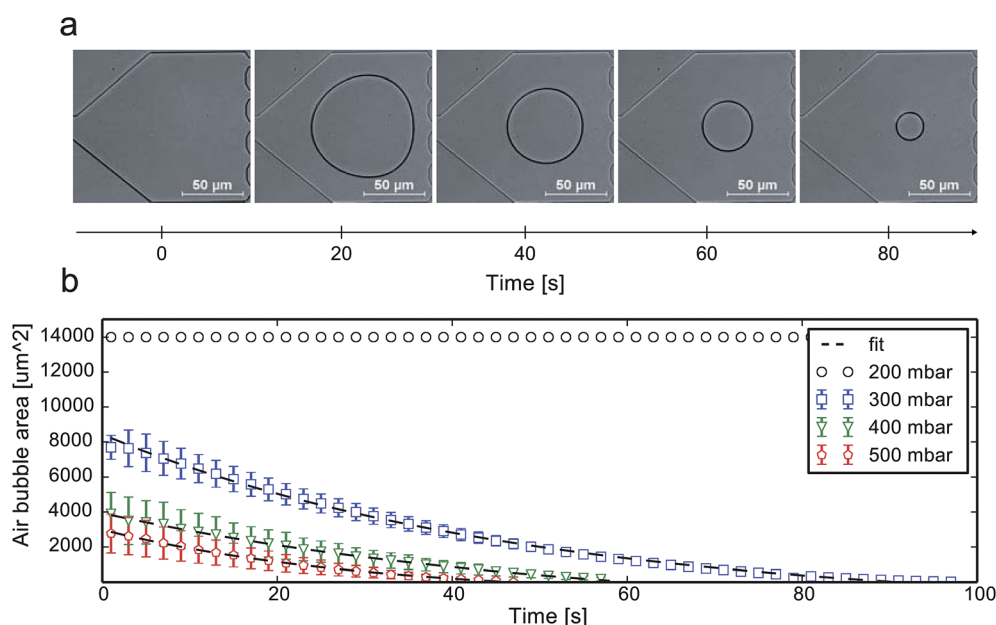 a
50 µm
50 µm
50 µm
50 µm
50 µm
0
20
40
60
80
Time [s]
b
Air bubble area [um^2]
14000
12000
10000
8000
6000
4000
2000
fit
200 mbar
300 mbar
400 mbar
500 mbar
0
20
40
60
80
100
Time [s]